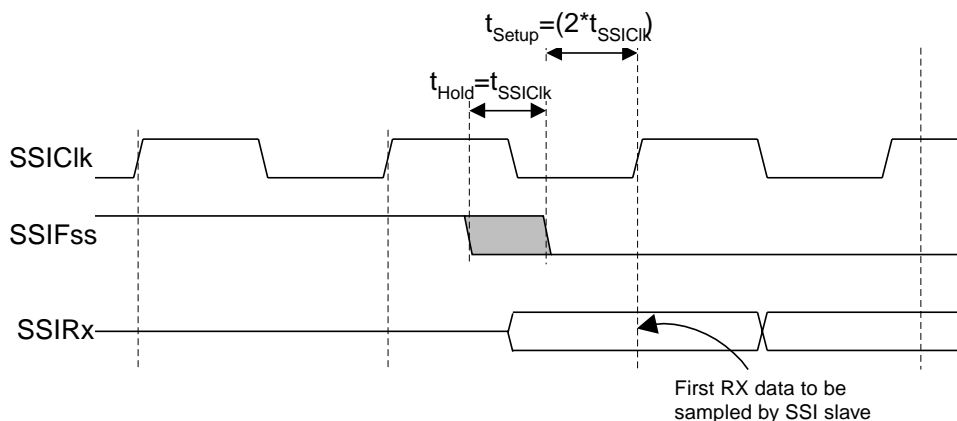 t_Setup=(2*t_SSIClk)
t_Hold=t_SSIClk
SSIClk
SSIFss
SSIRx
First RX data to be
sampled by SSI slave